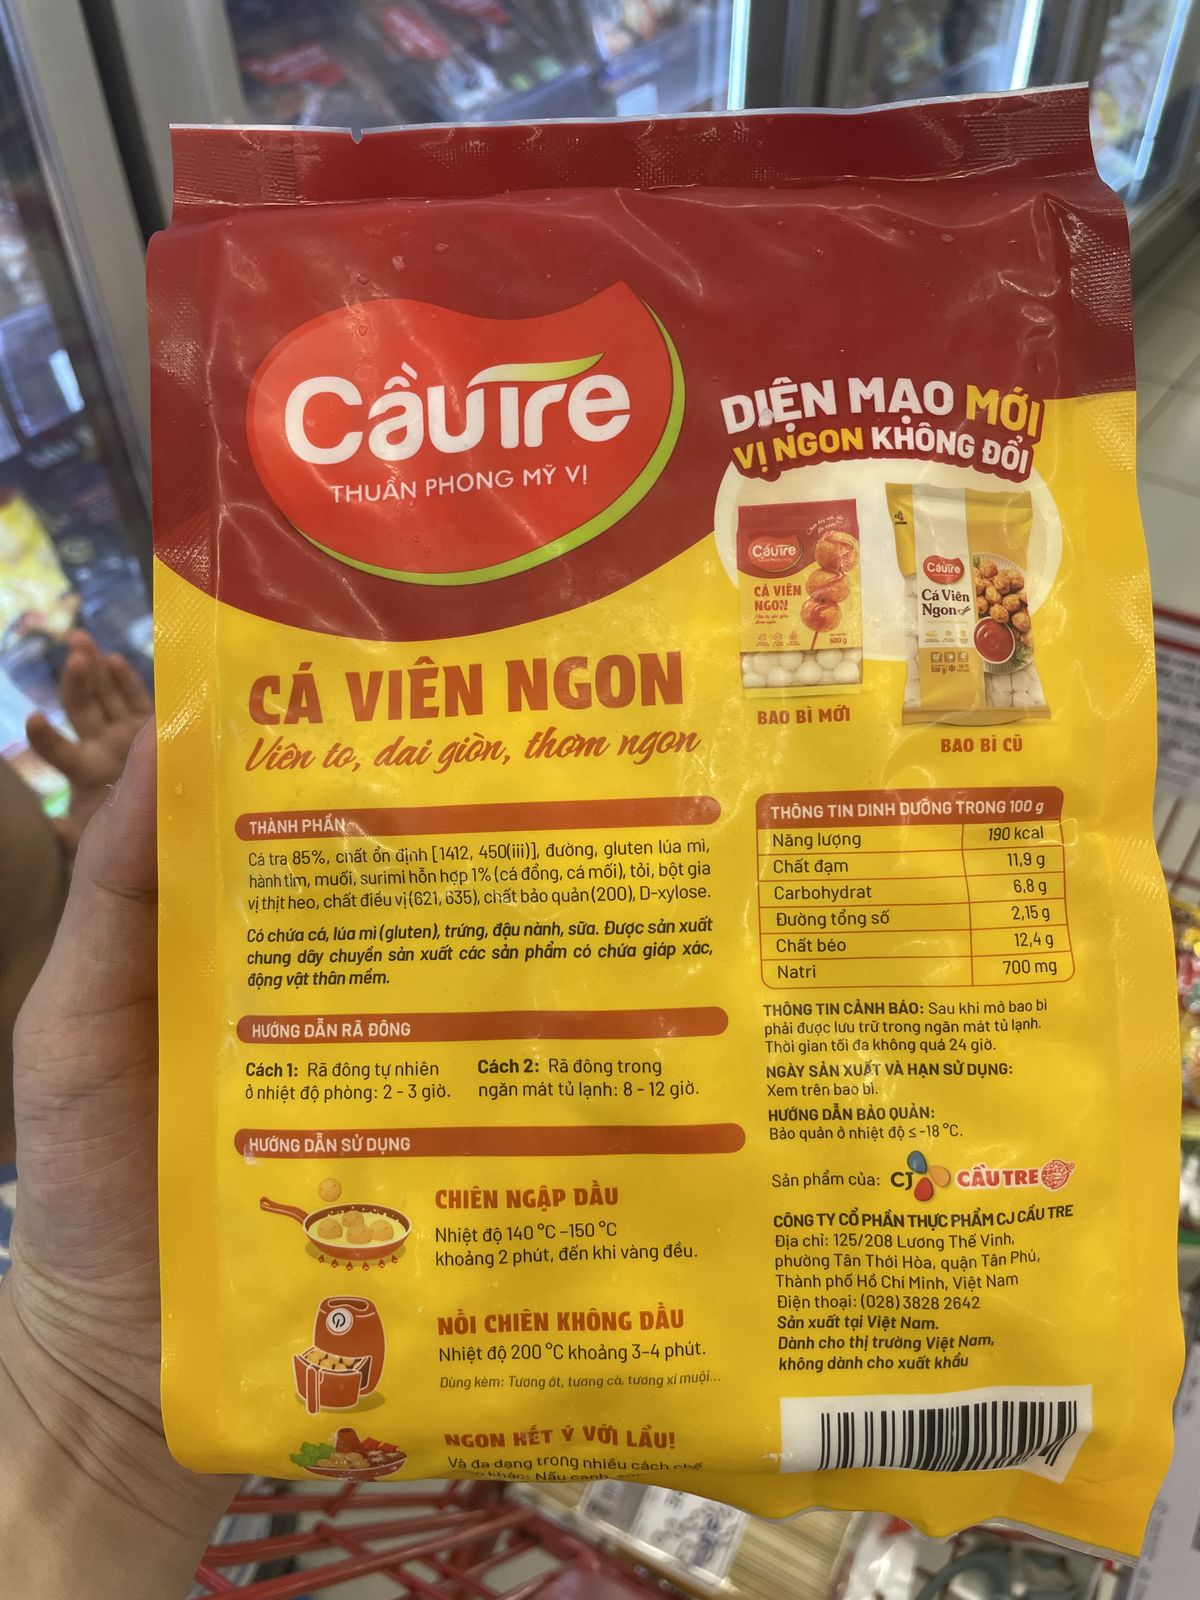 CầuTre
THUẦN PHONG MỸ VỊ
DIỆN MẠO MỚI
VỊ NGON KHÔNG ĐỔI
CầuTre
CÁ VIÊN
NGON!
500 g
CầuTre
Cá Viên
Ngon
BAO BÌ MỚI
BAO BÌ CŨ
CÁ VIÊN NGON
Viên to, dai giòn, thơm ngon
THÀNH PHẦN
Cá tra 85%, chất ổn định [1412, 450(iii)], đường, gluten lúa mì,
hành tím, muối, surimi hỗn hợp 1% (cá đổng, cá mối), tỏi, bột gia
vị thịt heo, chất điều vị (621, 635), chất bảo quản (200), D-xylose.
Có chứa cá, lúa mì (gluten), trứng, đậu nành, sữa. Được sản xuất
chung dây chuyền sản xuất các sản phẩm có chứa giáp xác,
động vật thân mềm.
HƯỚNG DẪN RÃ ĐÔNG
Cách 1: Rã đông tự nhiên
ở nhiệt độ phòng: 2 - 3 giờ.
Cách 2: Rã đông trong
ngăn mát tủ lạnh: 8 - 12 giờ.
HƯỚNG DẪN SỬ DỤNG
CHIÊN NGẬP DẦU
Nhiệt độ 140 °C -150 °C
khoảng 2 phút, đến khi vàng đều.
NỒI CHIÊN KHÔNG DẦU
Nhiệt độ 200 °C khoảng 3-4 phút.
Dùng kèm: Tương ớt, tương cà, tương xí muội...
NGON HẾT Ý VỚI LẨU!
Và đa dạng trong nhiều cách chế
khác: Nấu canh,
THÔNG TIN DINH DƯỠNG TRONG 100 g
Năng lượng 190 kcal
Chất đạm 11,9 g
Carbohydrat 6,8 g
Đường tổng số 2,15 g
Chất béo 12,4 g
Natri 700 mg
THÔNG TIN CẢNH BÁO: Sau khi mở bao bì
phải được lưu trữ trong ngăn mát tủ lạnh.
Thời gian tối đa không quá 24 giờ.
NGÀY SẢN XUẤT VÀ HẠN SỬ DỤNG:
Xem trên bao bì.
HƯỚNG DẪN BẢO QUẢN:
Bảo quản ở nhiệt độ ≤ -18 °C.
Sản phẩm của: CJ CẦU TRE
CÔNG TY CỔ PHẦN THỰC PHẨM CJ CẦU TRE
Địa chỉ: 125/208 Lương Thế Vinh,
phường Tân Thới Hòa, quận Tân Phú,
Thành phố Hồ Chí Minh, Việt Nam
Điện thoại: (028) 3828 2642
Sản xuất tại Việt Nam.
Dành cho thị trường Việt Nam,
không dành cho xuất khẩu